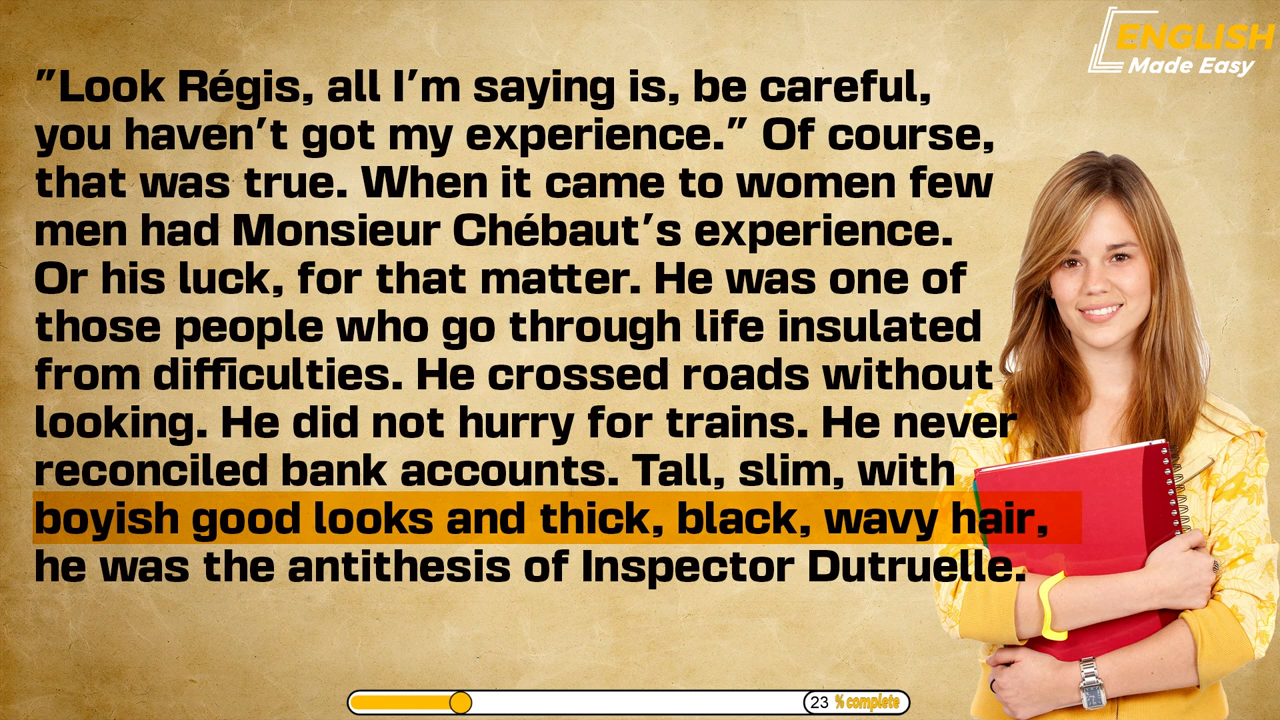 ENGLISH
Made Easy
"Look Régis, all I'm saying is, be careful,
you haven't got my experience." Of course,
that was true. When it came to women few
men had Monsieur Chébaut's experience.
Or his luck, for that matter. He was one of
those people who go through life insulated
from difficulties. He crossed roads without
looking. He did not hurry for trains. He never
reconciled bank accounts. Tall, slim, with
boyish good looks and thick, black, wavy hair,
he was the antithesis of Inspector Dutruelle.
23 % complete